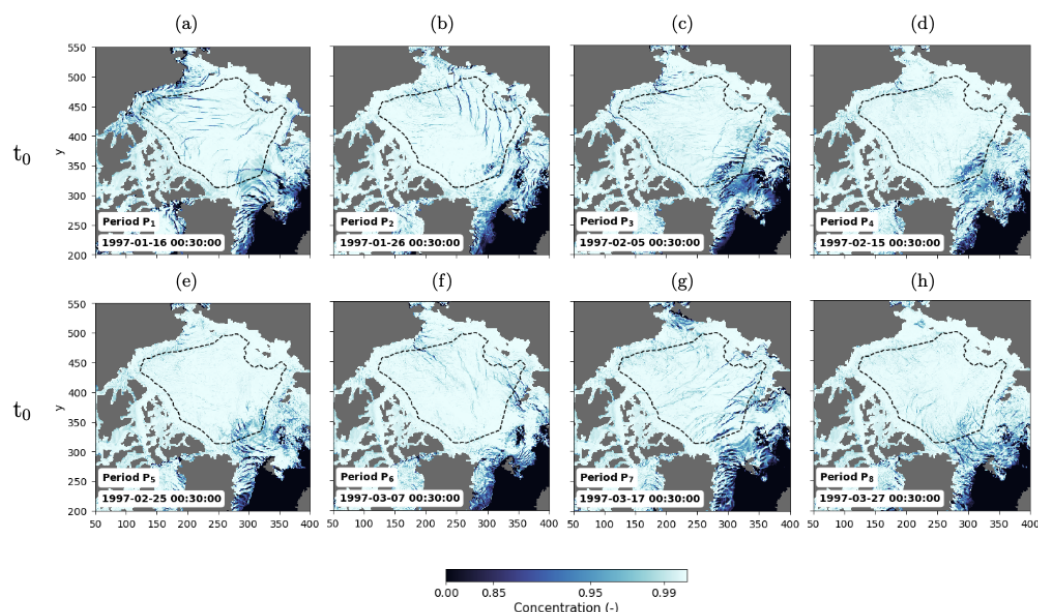 (a) (b) (c) (d)
t0
y
550
500
450
400
350
300
250
200
Period P1
1997-01-16 00:30:00
Period P2
1997-01-26 00:30:00
Period P3
1997-02-05 00:30:00
Period P4
1997-02-15 00:30:00
(e) (f) (g) (h)
t0
y
550
500
450
400
350
300
250
200
Period P5
1997-02-25 00:30:00
Period P6
1997-03-07 00:30:00
Period P7
1997-03-17 00:30:00
Period P8
1997-03-27 00:30:00
50 100 150 200 250 300 350 400
50 100 150 200 250 300 350 400
50 100 150 200 250 300 350 400
50 100 150 200 250 300 350 400
0.00 0.85 0.95 0.99
Concentration (-)